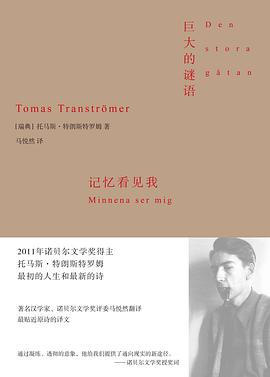 巨大的谜语
Den
stora
gåtan
Tomas Tranströmer
[瑞典] 托马斯·特朗斯特罗姆 著
马悦然 译
记忆看见我
Minnena ser mig
2011年诺贝尔文学奖得主
托马斯·特朗斯特罗姆
最初的人生和最新的诗
著名汉学家、诺贝尔文学奖评委马悦然翻译
最贴近原诗的译文
通过凝练、透彻的意象，他给我们提供了通向现实的新途径。
——诺贝尔文学奖授奖词